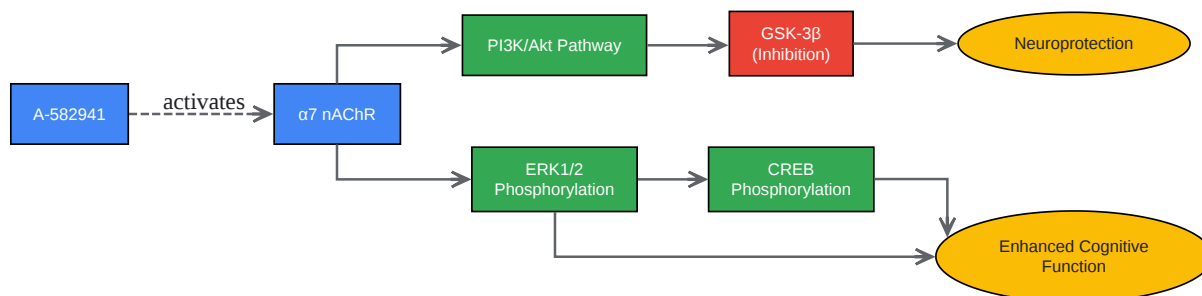 PI3K/Akt Pathway
GSK-3β
(Inhibition)
Neuroprotection
A-582941
activates
α7 nAChR
ERK1/2
Phosphorylation
CREB
Phosphorylation
Enhanced Cognitive
Function